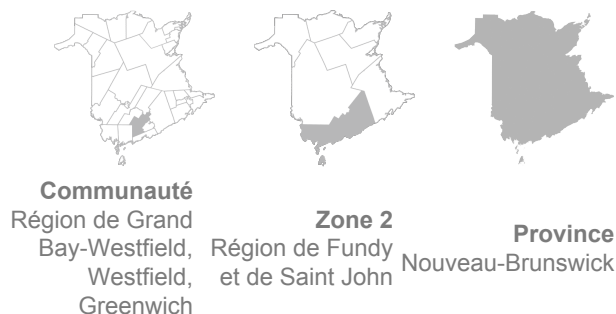 Communauté
Région de Grand
Bay-Westfield,
Westfield,
Greenwich
Zone 2
Région de Fundy
et de Saint John
Province
Nouveau-Brunswick